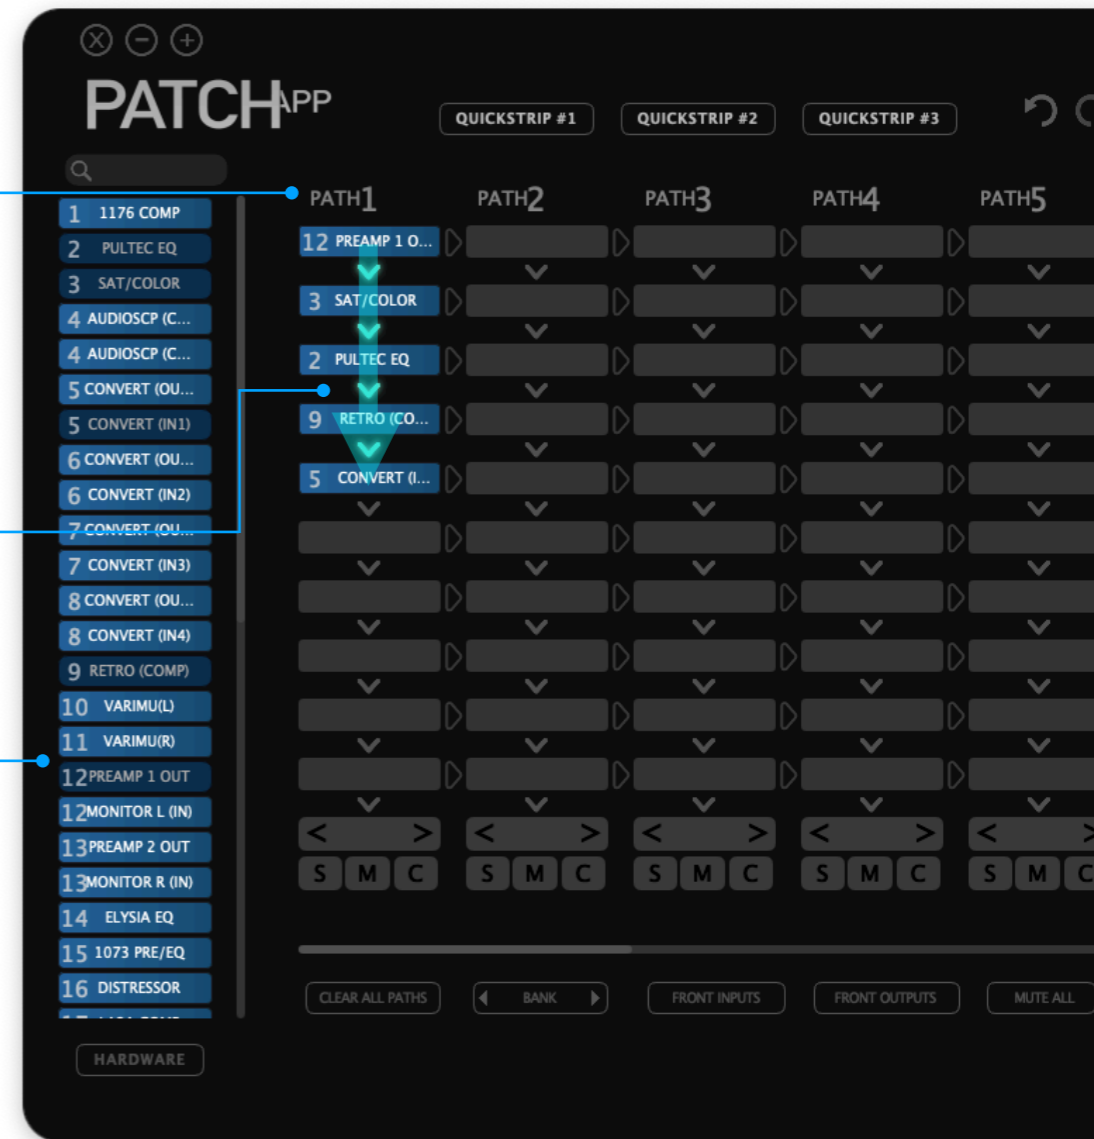 PATCHAPP
QUICKSTRIP #1 QUICKSTRIP #2 QUICKSTRIP #3
PATH1 PATH2 PATH3 PATH4 PATH5
1 1176 COMP
2 PULTEC EQ
3 SAT/COLOR
4 AUDIOSCP (C...
4 AUDIOSCP (C...
5 CONVERT (OU...
5 CONVERT (IN1)
6 CONVERT (OU...
6 CONVERT (IN2)
7 CONVERT (OU...
7 CONVERT (IN3)
8 CONVERT (OU...
8 CONVERT (IN4)
9 RETRO (COMP)
10 VARIMU(L)
11 VARIMU(R)
12 PREAMP 1 OUT
12 MONITOR L (IN)
13 PREAMP 2 OUT
13 MONITOR R (IN)
14 ELYSIA EQ
15 1073 PRE/EQ
16 DISTRESSOR
HARDWARE
12 PREAMP 1 O...
3 SAT/COLOR
2 PULTEC EQ
9 RETRO (CO...
5 CONVERT (I...
< > < > < > < > < >
S M C S M C S M C S M C S M C
CLEAR ALL PATHS BANK FRONT INPUTS FRONT OUTPUTS MUTE ALL